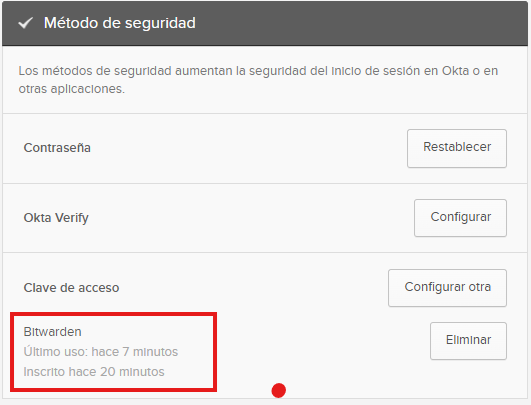 Método de seguridad
Los métodos de seguridad aumentan la seguridad del inicio de sesión en Okta o en
otras aplicaciones.
Contraseña
Restablecer
Okta Verify
Configurar
Clave de acceso
Configurar otra
Bitwarden
Último uso: hace 7 minutos
Inscrito hace 20 minutos
Eliminar